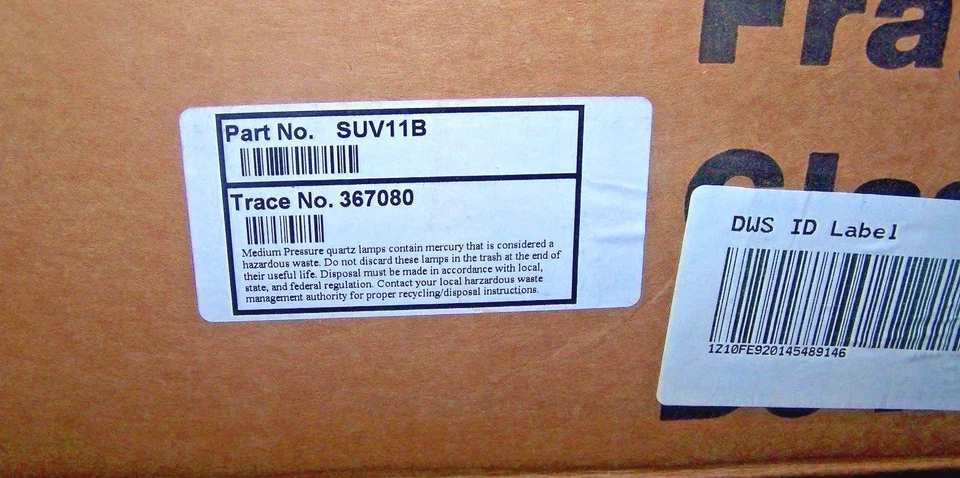 Part No. SUV11B
Trace No. 367080
Medium Pressure quartz lamps contain mercury that is considered a
hazardous waste. Do not discard these lamps in the trash at the end of
their useful life. Disposal must be made in accordance with local,
state, and federal regulation. Contact your local harzardous waste
management authority for proper recycling/disposal instructions.
Fra
DWS ID Label
1Z10FE920145489146